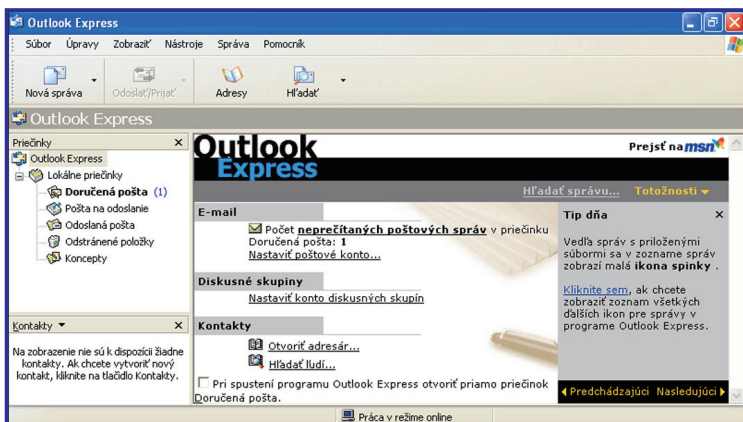 Outlook Express
Súbor Úpravy Zobraziť Nástroje Správa Pomocník
Nová správa Odoslať/Prijať Adresy Hľadať
Outlook Express
Priečinky
Outlook Express
Lokálne priečinky
Doručená pošta (1)
Pošta na odoslanie
Odoslaná pošta
Odstránené položky
Koncepty
Kontakty
Na zobrazenie nie sú k dispozícii žiadne
kontakty. Ak chcete vytvoriť nový
kontakt, kliknite na tlačidlo Kontakty.
Outlook
Express
Prejsť na msn
Hľadať správu... Totožnosti
E-mail
Počet neprečítaných poštových správ v priečinku
Doručená pošta: 1
Nastaviť poštové konto...
Diskusné skupiny
Nastaviť konto diskusných skupín
Kontakty
Otvoriť adresár...
Hľadať ľudí...
Pri spustení programu Outlook Express otvoriť priamo priečinok
Doručená pošta.
Tip dňa
Vedľa správ s priloženými
súbormi sa v zozname správ
zobrazí malá ikona spinky .
Kliknite sem, ak chcete
zobraziť zoznam všetkých
ďalších ikon pre správy v
programe Outlook Express.
Predchádzajúci Nasledujúci
Práca v režime online